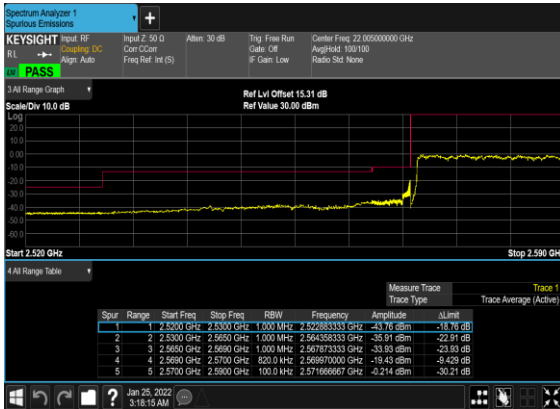 Spectrum Analyzer 1
Spurious Emissions
KEYSIGHT Input: RF Input Z: 50 Ω Atten: 30 dB Trig: Free Run Center Freq: 22.005000000 GHz
RL Coupling: DC Corr CCorr Gate: Off Avg|Hold: 100/100
Align: Auto Freq Ref: Int (S) IF Gain: Low Radio Std: None
PASS
3 All Range Graph
Ref Lvl Offset 15.31 dB
Scale/Div 10.0 dB Ref Value 30.00 dBm
Log
20.0
10.0
0.00
-10.0
-20.0
-30.0
-40.0
-50.0
-60.0
Start 2.520 GHz Stop 2.590 GH
4 All Range Table
Measure Trace Trace 1
Trace Type Trace Average (Active)
Spur Range Start Freq Stop Freq RBW Frequency Amplitude ΔLimit
1 1 2.5200 GHz 2.5300 GHz 1.000 MHz 2.522883333 GHz -43.76 dBm -18.76 dB
2 2 2.5300 GHz 2.5650 GHz 1.000 MHz 2.564358333 GHz -35.91 dBm -22.91 dB
3 3 2.5650 GHz 2.5690 GHz 1.000 MHz 2.567873333 GHz -33.93 dBm -23.93 dB
4 4 2.5690 GHz 2.5700 GHz 820.0 kHz 2.569970000 GHz -19.43 dBm -9.429 dB
5 5 2.5700 GHz 2.5900 GHz 100.0 kHz 2.571666667 GHz -0.214 dBm -30.21 dB
Jan 25, 2022
3:18:15 AM